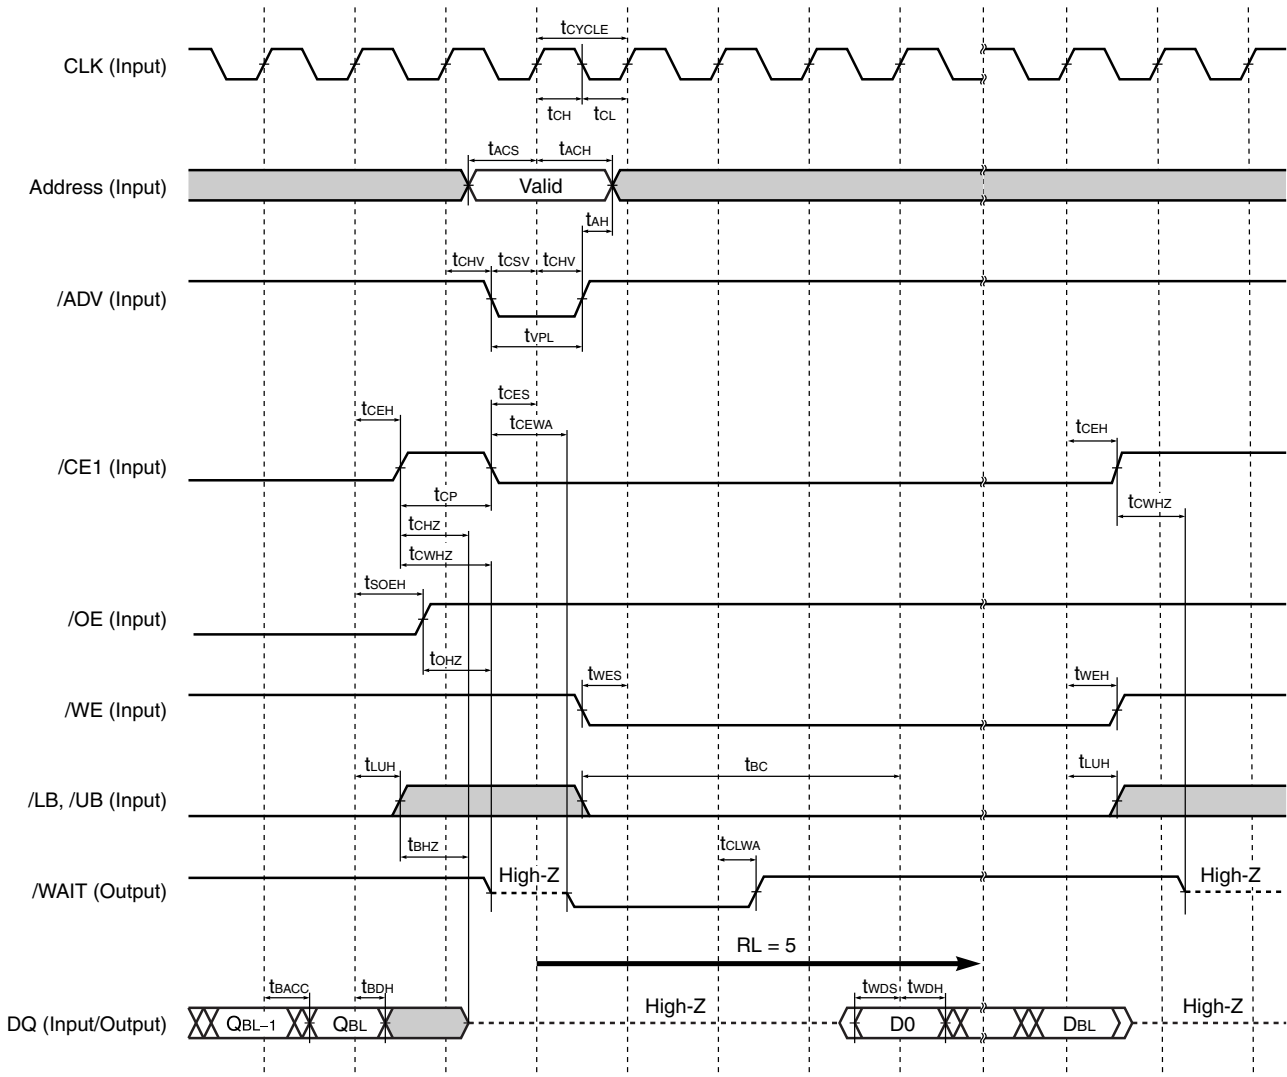 tCYCLE
CLK (Input)
tCH tCL
tACS tACH
Address (Input) Valid
tAH
tCHV tCSV tCHV
/ADV (Input)
tVPL
tCES
tCEH
tCEWA tCEH
/CE1 (Input)
tCP
tCWHZ
tCHZ
tCWHZ
tSOEH
/OE (Input)
tOHZ
tWES tWEH
/WE (Input)
tLUH tBC tLUH
/LB, /UB (Input)
tBHZ tCLWA
/WAIT (Output) High-Z High-Z
RL = 5
tBACC tBDH tWDS tWDH
High-Z High-Z
DQ (Input/Output) QBL–1 QBL D0 DBL